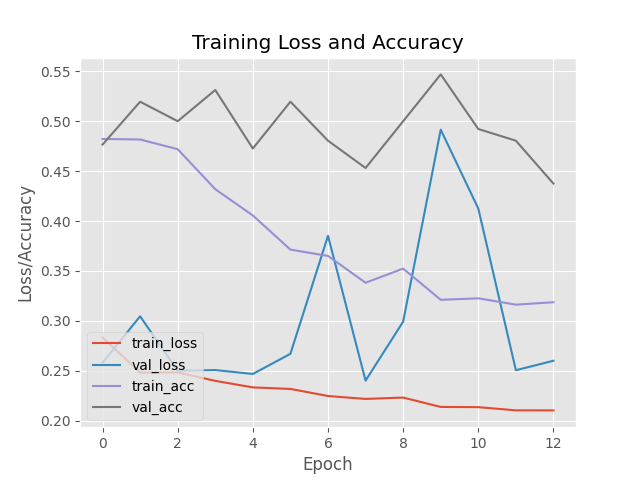 Training Loss and Accuracy
Loss/Accuracy
0.55
0.50
0.45
0.40
0.35
0.30
0.25
0.20
train_loss
val_loss
train_acc
val_acc
0 2 4 6 8 10 12
Epoch